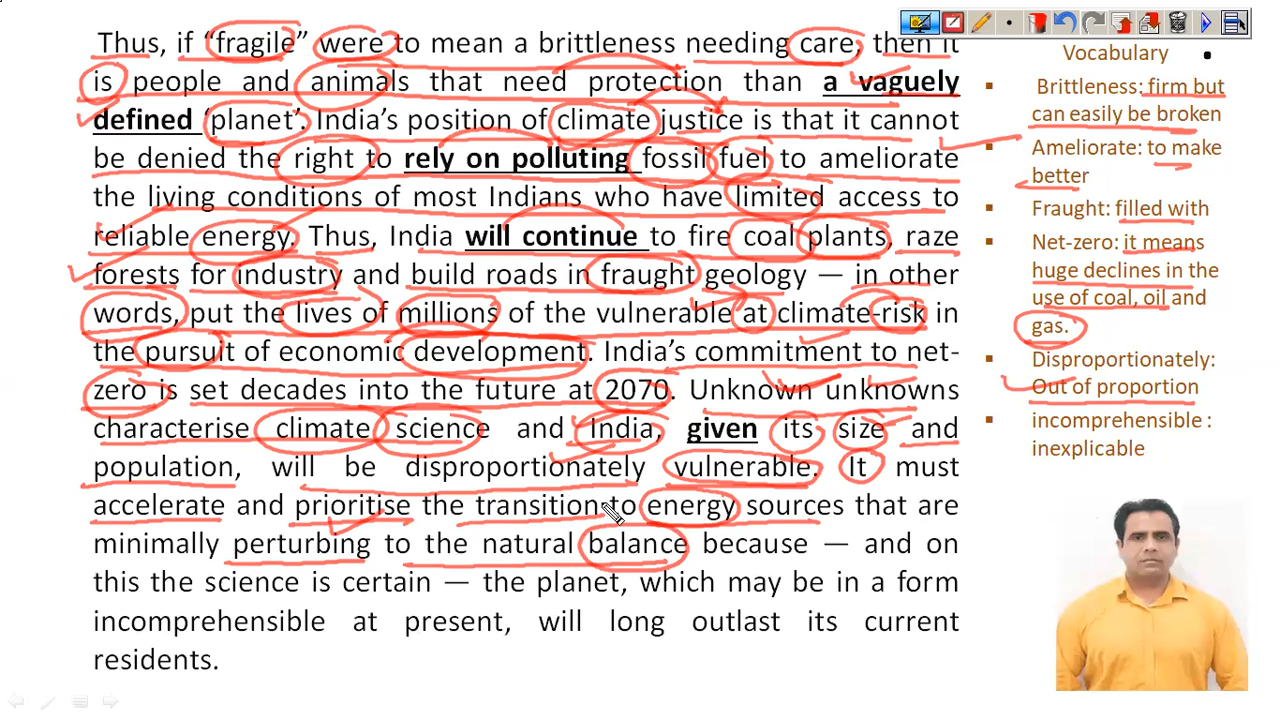 Thus, if “fragile” were to mean a brittleness needing care, then it
is people and animals that need protection than a vaguely
defined ‘planet’. India’s position of climate justice is that it cannot
be denied the right to rely on polluting fossil fuel to ameliorate
the living conditions of most Indians who have limited access to
reliable energy. Thus, India will continue to fire coal plants, raze
forests for industry and build roads in fraught geology — in other
words, put the lives of millions of the vulnerable at climate-risk in
the pursuit of economic development. India’s commitment to net-
zero is set decades into the future at 2070. Unknown unknowns
characterise climate science and India, given its size and
population, will be disproportionately vulnerable. It must
accelerate and prioritise the transition to energy sources that are
minimally perturbing to the natural balance because — and on
this the science is certain — the planet, which may be in a form
incomprehensible at present, will long outlast its current
residents.
Vocabulary
Brittleness: firm but
can easily be broken
Ameliorate: to make
better
Fraught: filled with
Net-zero: it means
huge declines in the
use of coal, oil and
gas.
Disproportionately:
Out of proportion
incomprehensible :
inexplicable